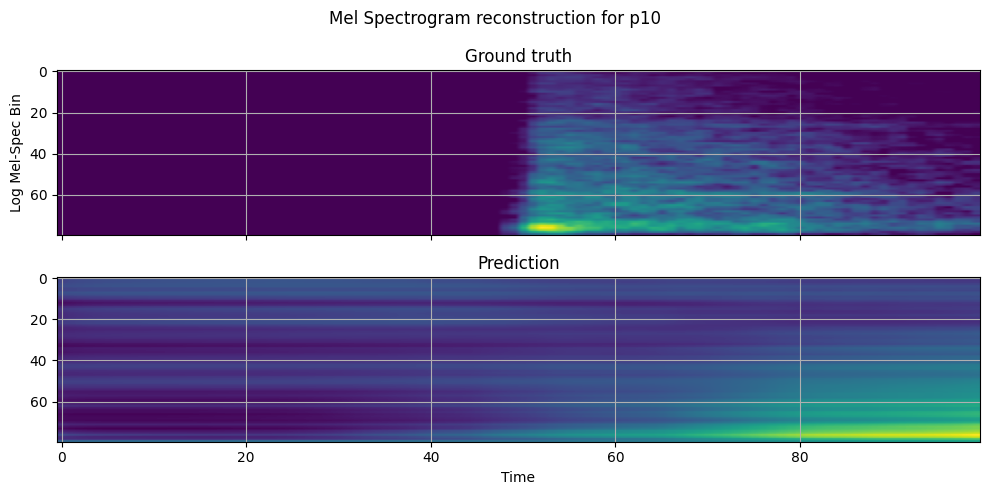 Mel Spectrogram reconstruction for p10
Ground truth
Log Mel-Spec Bin
0
20
40
60
Prediction
0
20
40
60
0 20 40 60 80
Time